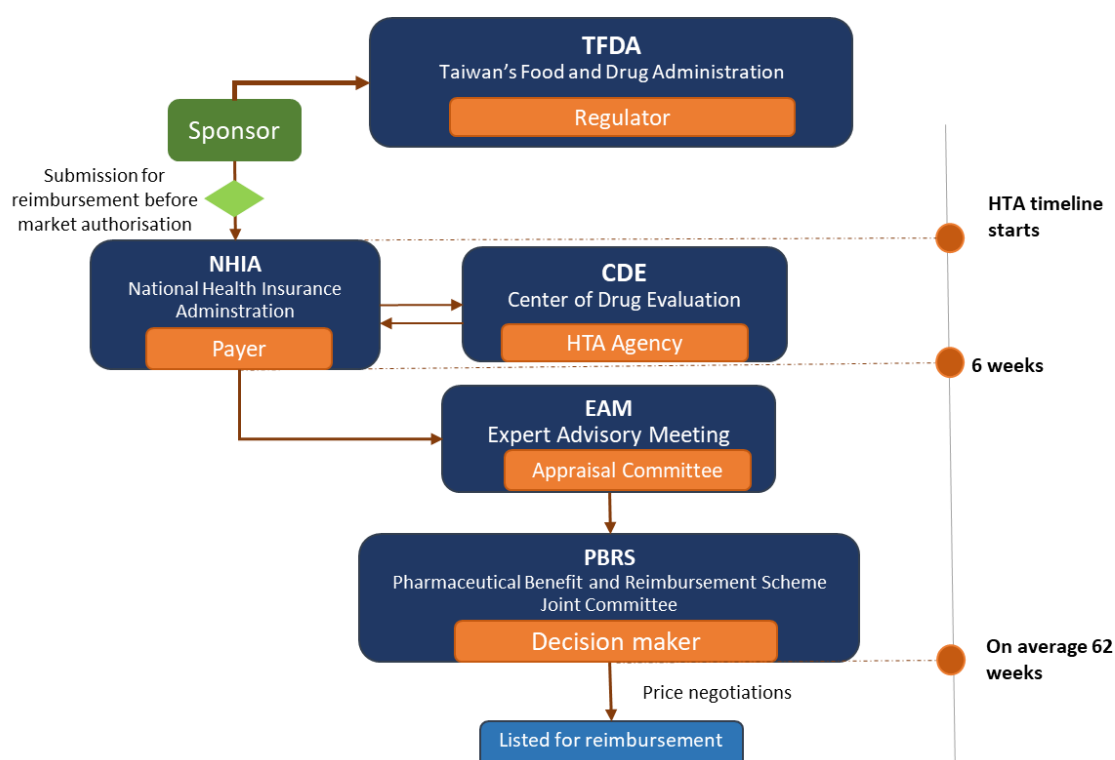 TFDA
Taiwan's Food and Drug Administration
Regulator
Sponsor
Submission for
reimbursement before
market authorisation
HTA timeline
starts
NHIA
National Health Insurance
Adminstration
Payer
CDE
Center of Drug Evaluation
HTA Agency
6 weeks
EAM
Expert Advisory Meeting
Appraisal Committee
PBRS
Pharmaceutical Benefit and Reimbursement Scheme
Joint Committee
Decision maker
On average 62
weeks
Price negotiations
Listed for reimbursement